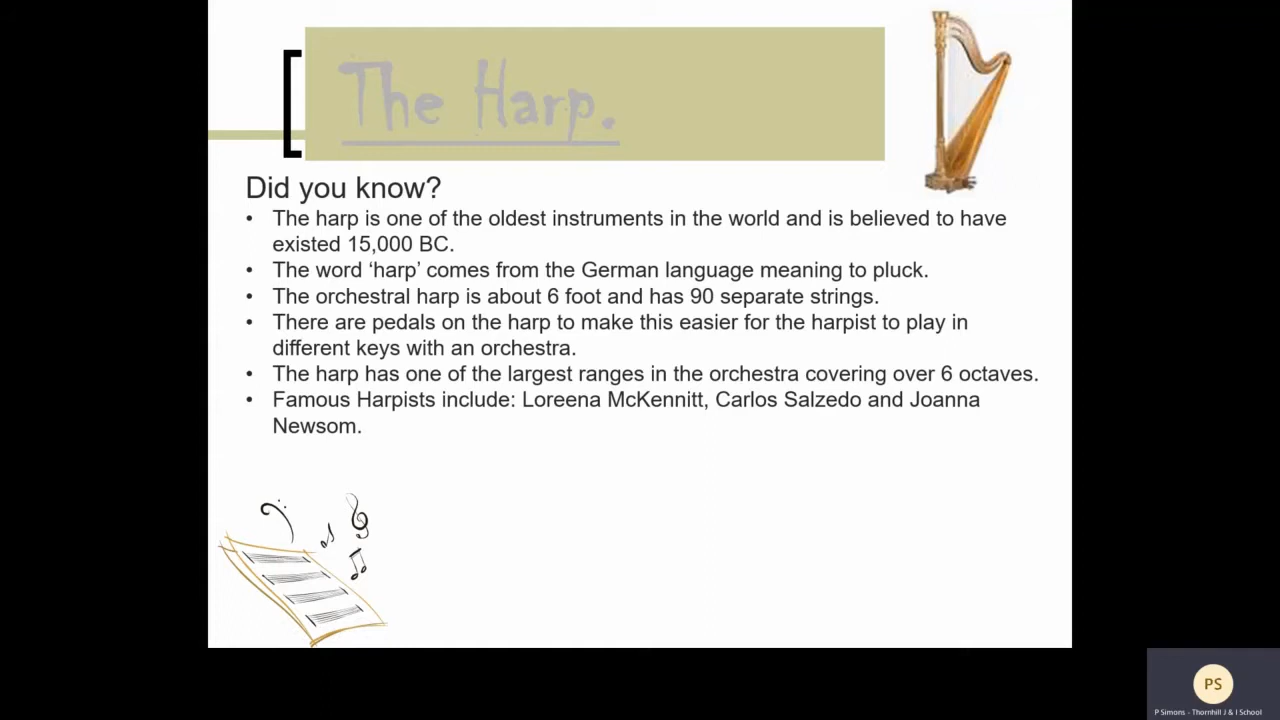 The Harp.
Did you know?
• The harp is one of the oldest instruments in the world and is believed to have
existed 15,000 BC.
• The word ‘harp’ comes from the German language meaning to pluck.
• The orchestral harp is about 6 foot and has 90 separate strings.
• There are pedals on the harp to make this easier for the harpist to play in
different keys with an orchestra.
• The harp has one of the largest ranges in the orchestra covering over 6 octaves.
• Famous Harpists include: Loreena McKennitt, Carlos Salzedo and Joanna
Newsom.
PS
P Simons - Thornhill J & I School